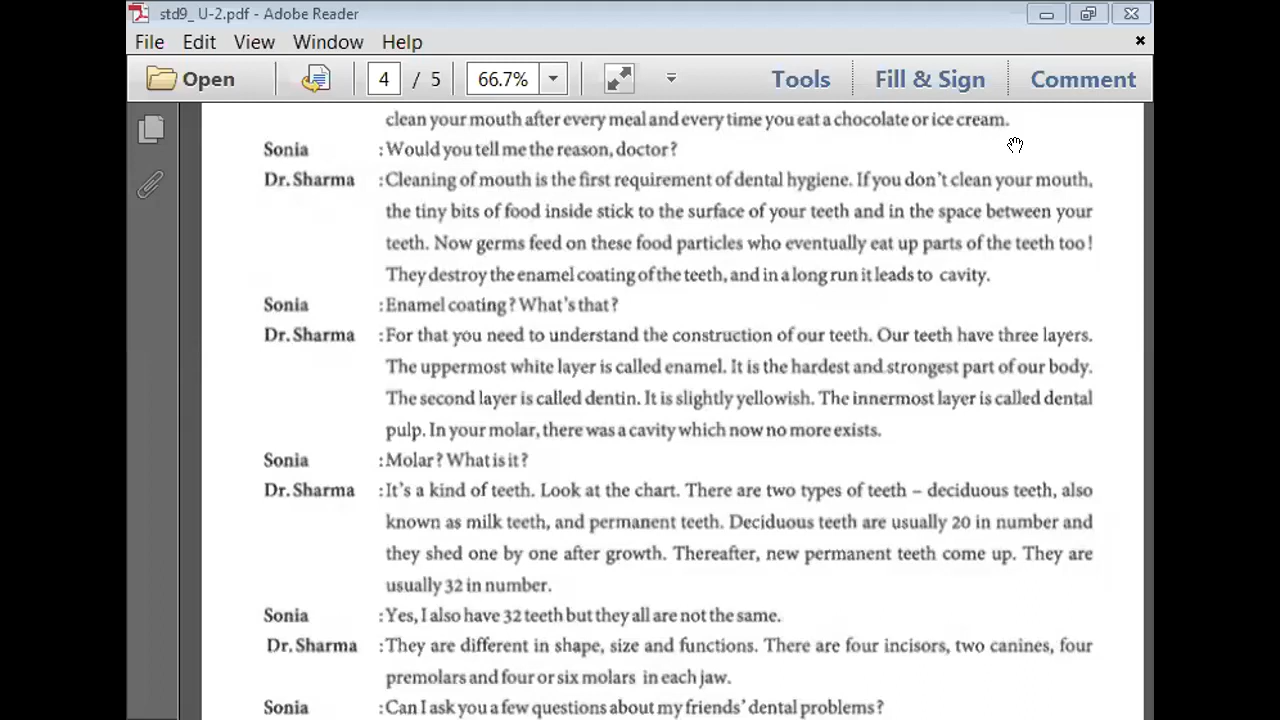 std9_ U-2.pdf - Adobe Reader
File Edit View Window Help
Open 4 / 5 66.7% Tools Fill & Sign Comment
clean your mouth after every meal and every time you eat a chocolate or ice cream.
Sonia : Would you tell me the reason, doctor?
Dr. Sharma : Cleaning of mouth is the first requirement of dental hygiene. If you don't clean your mouth,
the tiny bits of food inside stick to the surface of your teeth and in the space between your
teeth. Now germs feed on these food particles who eventually eat up parts of the teeth too!
They destroy the enamel coating of the teeth, and in a long run it leads to cavity.
Sonia : Enamel coating? What's that?
Dr. Sharma : For that you need to understand the construction of our teeth. Our teeth have three layers.
The uppermost white layer is called enamel. It is the hardest and strongest part of our body.
The second layer is called dentin. It is slightly yellowish. The innermost layer is called dental
pulp. In your molar, there was a cavity which now no more exists.
Sonia : Molar? What is it?
Dr. Sharma : It's a kind of teeth. Look at the chart. There are two types of teeth – deciduous teeth, also
known as milk teeth, and permanent teeth. Deciduous teeth are usually 20 in number and
they shed one by one after growth. Thereafter, new permanent teeth come up. They are
usually 32 in number.
Sonia : Yes, I also have 32 teeth but they all are not the same.
Dr. Sharma : They are different in shape, size and functions. There are four incisors, two canines, four
premolars and four or six molars in each jaw.
Sonia : Can I ask you a few questions about my friends' dental problems?